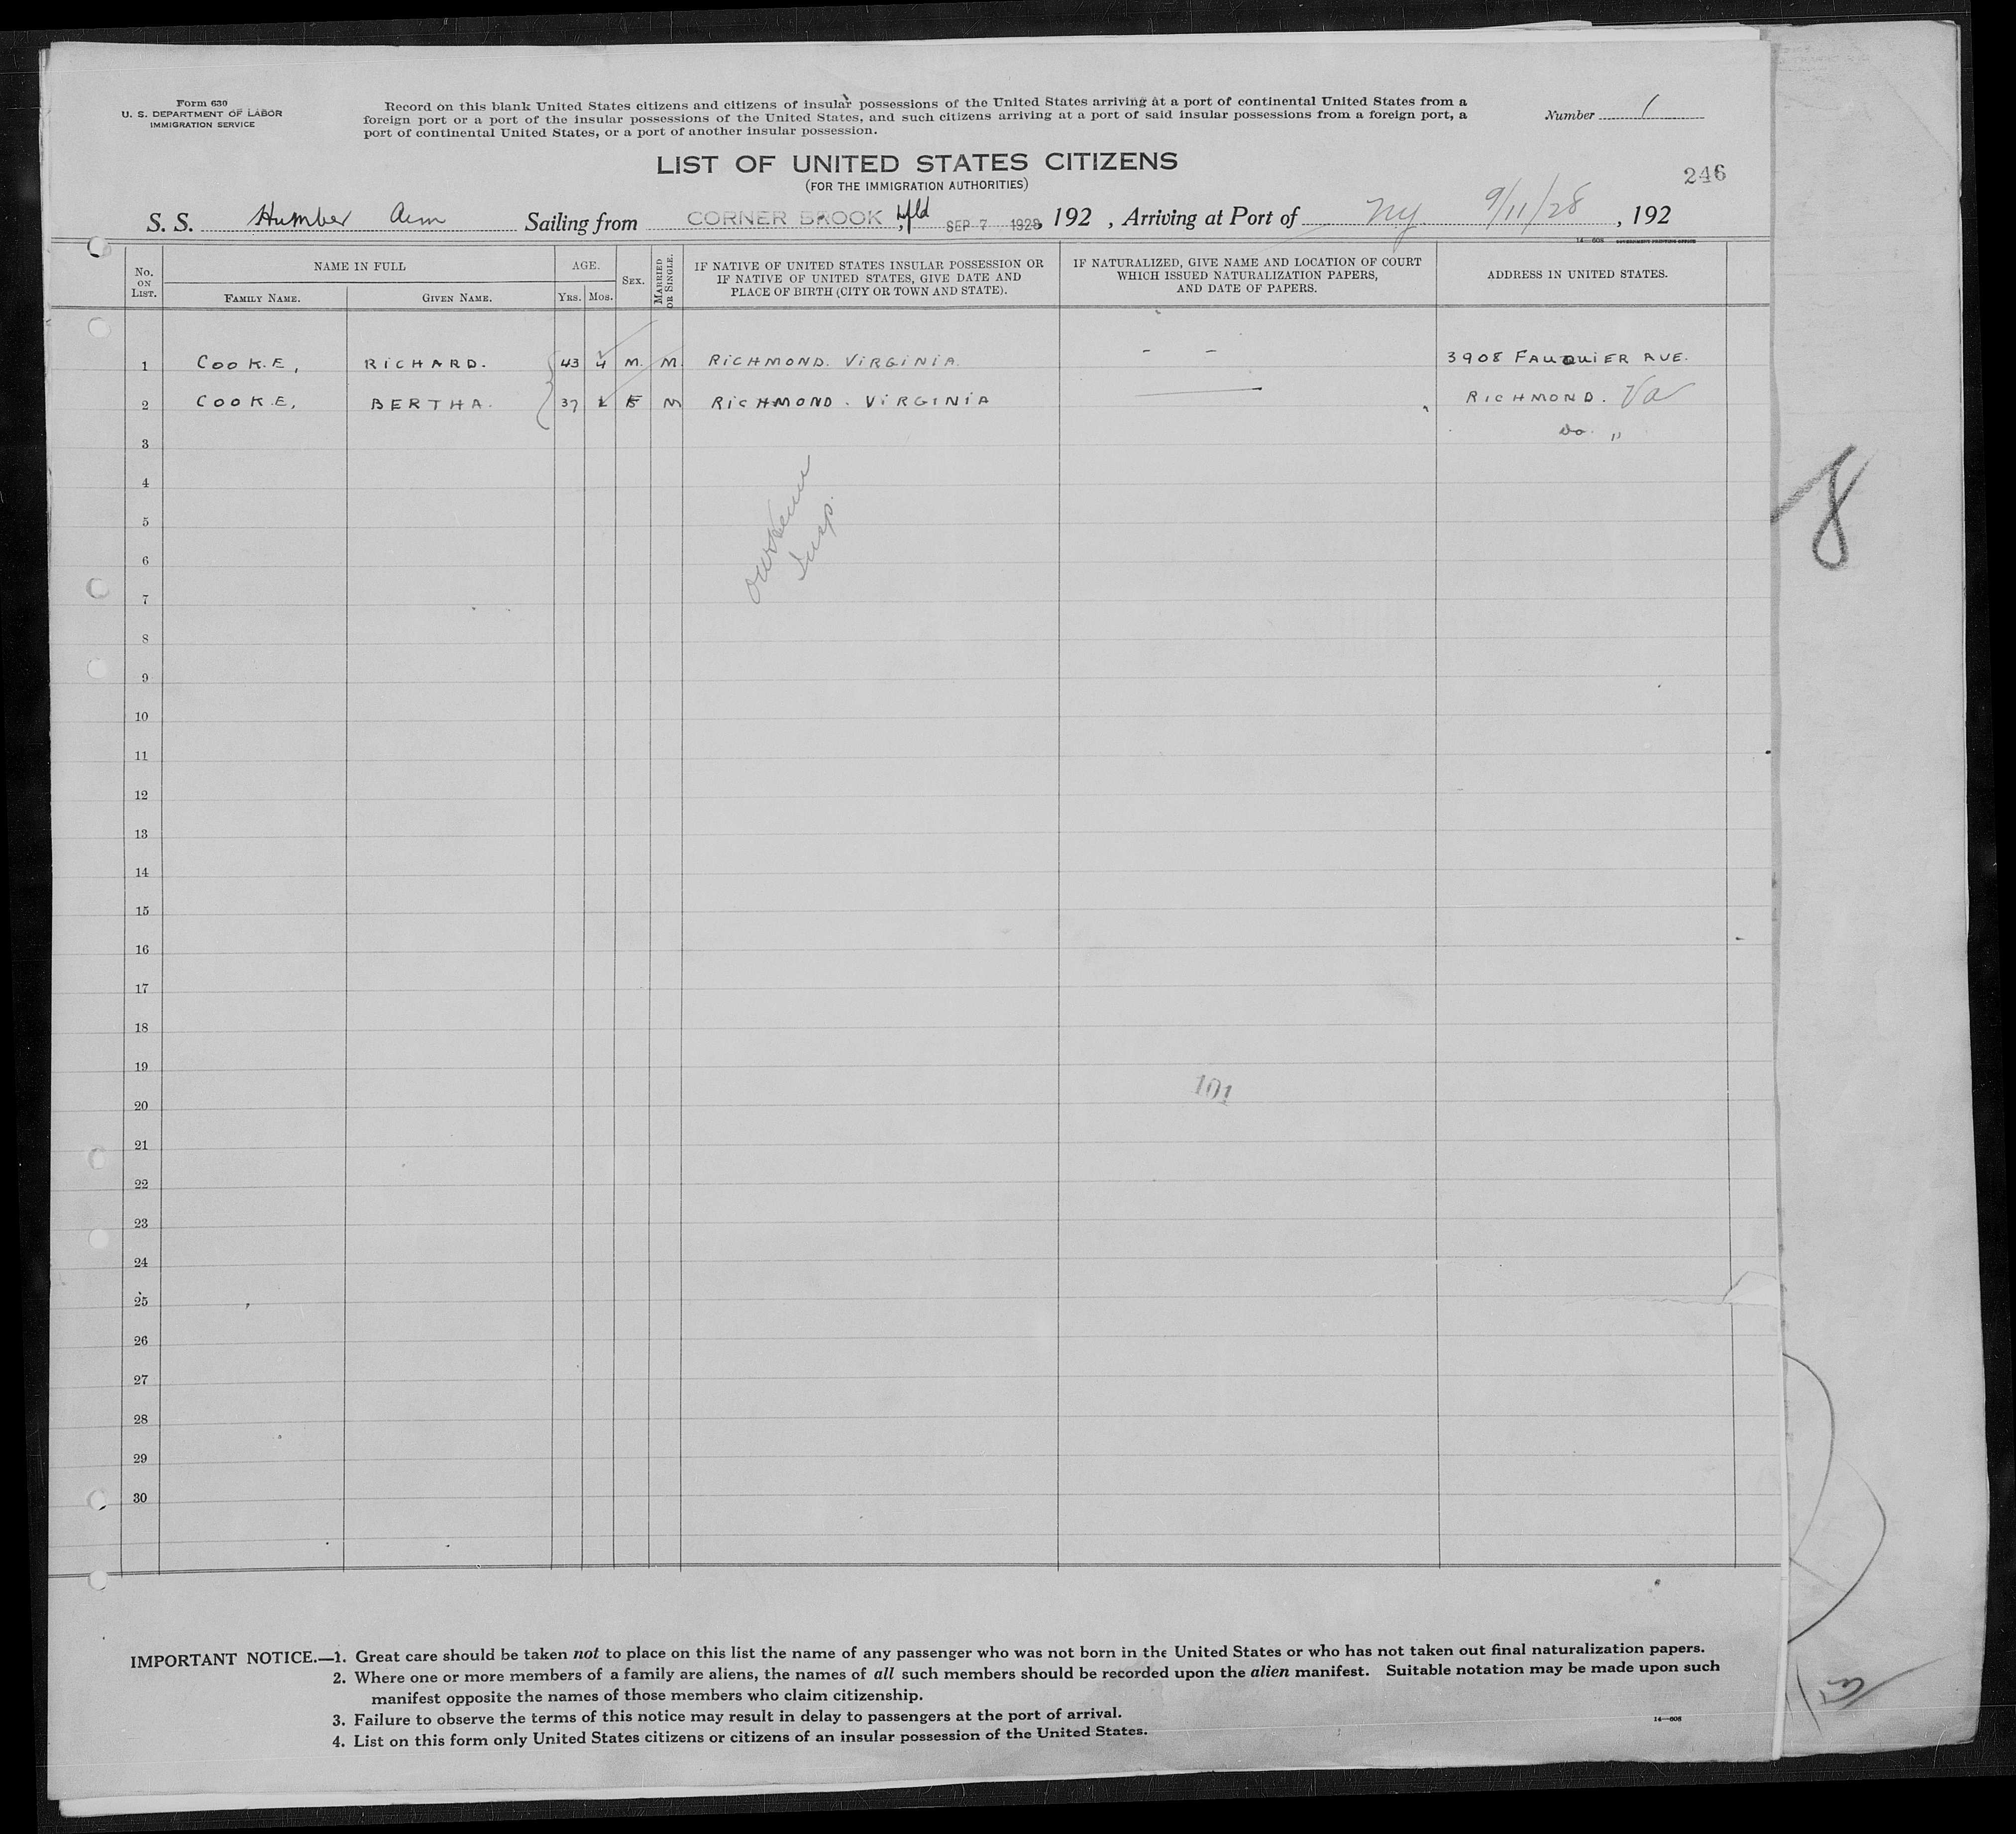 Form 630
U. S. DEPARTMENT OF LABOR
IMMIGRATION SERVICE
Record on this blank United States citizens and citizens of insular possessions of the United States arriving at a port of continental United States from a
foreign port or a port of the insular possessions of the United States, and such citizens arriving at a port of said insular possessions from a foreign port, a
port of continental United States, or a port of another insular possession.
Number 1
LIST OF UNITED STATES CITIZENS
(FOR THE IMMIGRATION AUTHORITIES)
246
S. S. Humber Arm Sailing from CORNER BROOK, Nfld SEP 7 1928, 192 , Arriving at Port of NY 9/11/28, 192
14—608 GOVERNMENT PRINTING OFFICE
No. ON LIST.
NAME IN FULL
FAMILY NAME. GIVEN NAME.
AGE.
YRS. MOS.
SEX.
MARRIED OR SINGLE.
IF NATIVE OF UNITED STATES INSULAR POSSESSION OR
IF NATIVE OF UNITED STATES, GIVE DATE AND
PLACE OF BIRTH (CITY OR TOWN AND STATE).
IF NATURALIZED, GIVE NAME AND LOCATION OF COURT
WHICH ISSUED NATURALIZATION PAPERS,
AND DATE OF PAPERS.
ADDRESS IN UNITED STATES.
1 COOKE, RICHARD. 43 4 M. M. RICHMOND. VIRGINIA. - - 3908 FAUQUIER AVE.
2 COOKE, BERTHA. 37 F M RICHMOND. VIRGINIA RICHMOND. Va
3 Do. "
4
5
6
7
8
9
10
11
12
13
14
15
16
17
18
19
20
21
22
23
24
25
26
27
28
29
30
Insp.
101
8
IMPORTANT NOTICE.—1. Great care should be taken not to place on this list the name of any passenger who was not born in the United States or who has not taken out final naturalization papers.
2. Where one or more members of a family are aliens, the names of all such members should be recorded upon the alien manifest. Suitable notation may be made upon such
manifest opposite the names of those members who claim citizenship.
3. Failure to observe the terms of this notice may result in delay to passengers at the port of arrival.
4. List on this form only United States citizens or citizens of an insular possession of the United States.
14—608